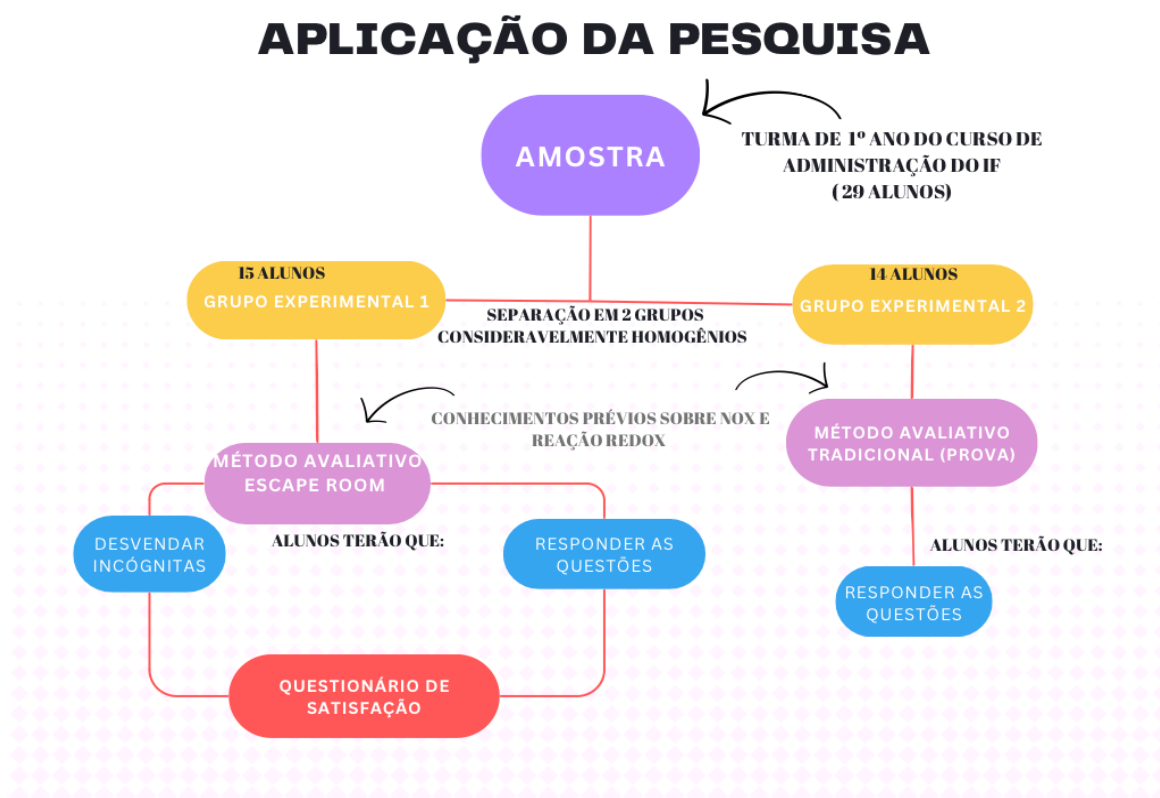 APLICAÇÃO DA PESQUISA
AMOSTRA
TURMA DE 1º ANO DO CURSO DE
ADMINISTRAÇÃO DO IF
( 29 ALUNOS)
15 ALUNOS
GRUPO EXPERIMENTAL 1
14 ALUNOS
GRUPO EXPERIMENTAL 2
SEPARAÇÃO EM 2 GRUPOS
CONSIDERAVELMENTE HOMOGÊNIOS
CONHECIMENTOS PRÉVIOS SOBRE NOX E
REAÇÃO REDOX
MÉTODO AVALIATIVO
ESCAPE ROOM
MÉTODO AVALIATIVO
TRADICIONAL (PROVA)
ALUNOS TERÃO QUE:
DESVENDAR
INCÓGNITAS
RESPONDER AS
QUESTÕES
ALUNOS TERÃO QUE:
RESPONDER AS
QUESTÕES
QUESTIONÁRIO DE
SATISFAÇÃO